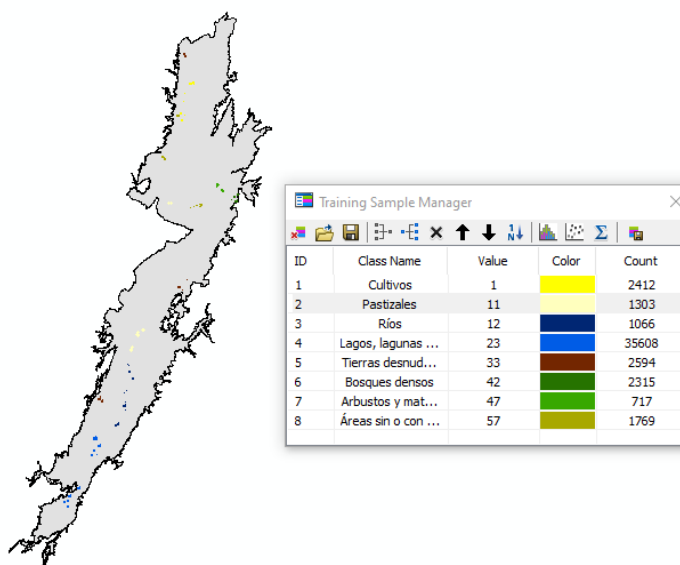 Training Sample Manager
ID Class Name Value Color Count
1 Cultivos 1 2412
2 Pastizales 11 1303
3 Ríos 12 1066
4 Lagos, lagunas ... 23 35608
5 Tierras desnud... 33 2594
6 Bosques densos 42 2315
7 Arbustos y mat... 47 717
8 Áreas sin o con ... 57 1769